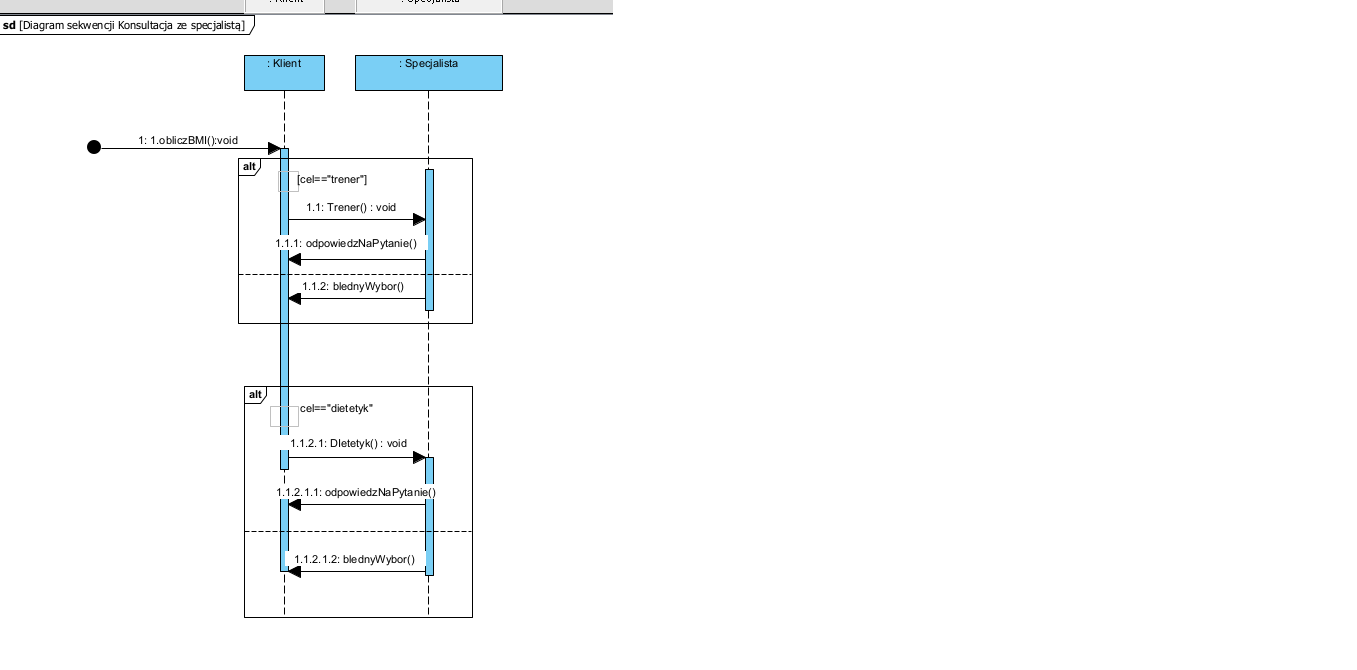 : Klient
: Specjalista
sd [Diagram sekwencji Konsultacja ze specjalistą]
: Klient
: Specjalista
1: 1.obliczBMI():void
alt
[cel=="trener"]
1.1: Trener() : void
1.1.1: odpowiedzNaPytanie()
1.1.2: blednyWybor()
alt
cel=="dietetyk"
1.1.2.1: DIetetyk() : void
1.1.2.1.1: odpowiedzNaPytanie()
1.1.2.1.2: blednyWybor()